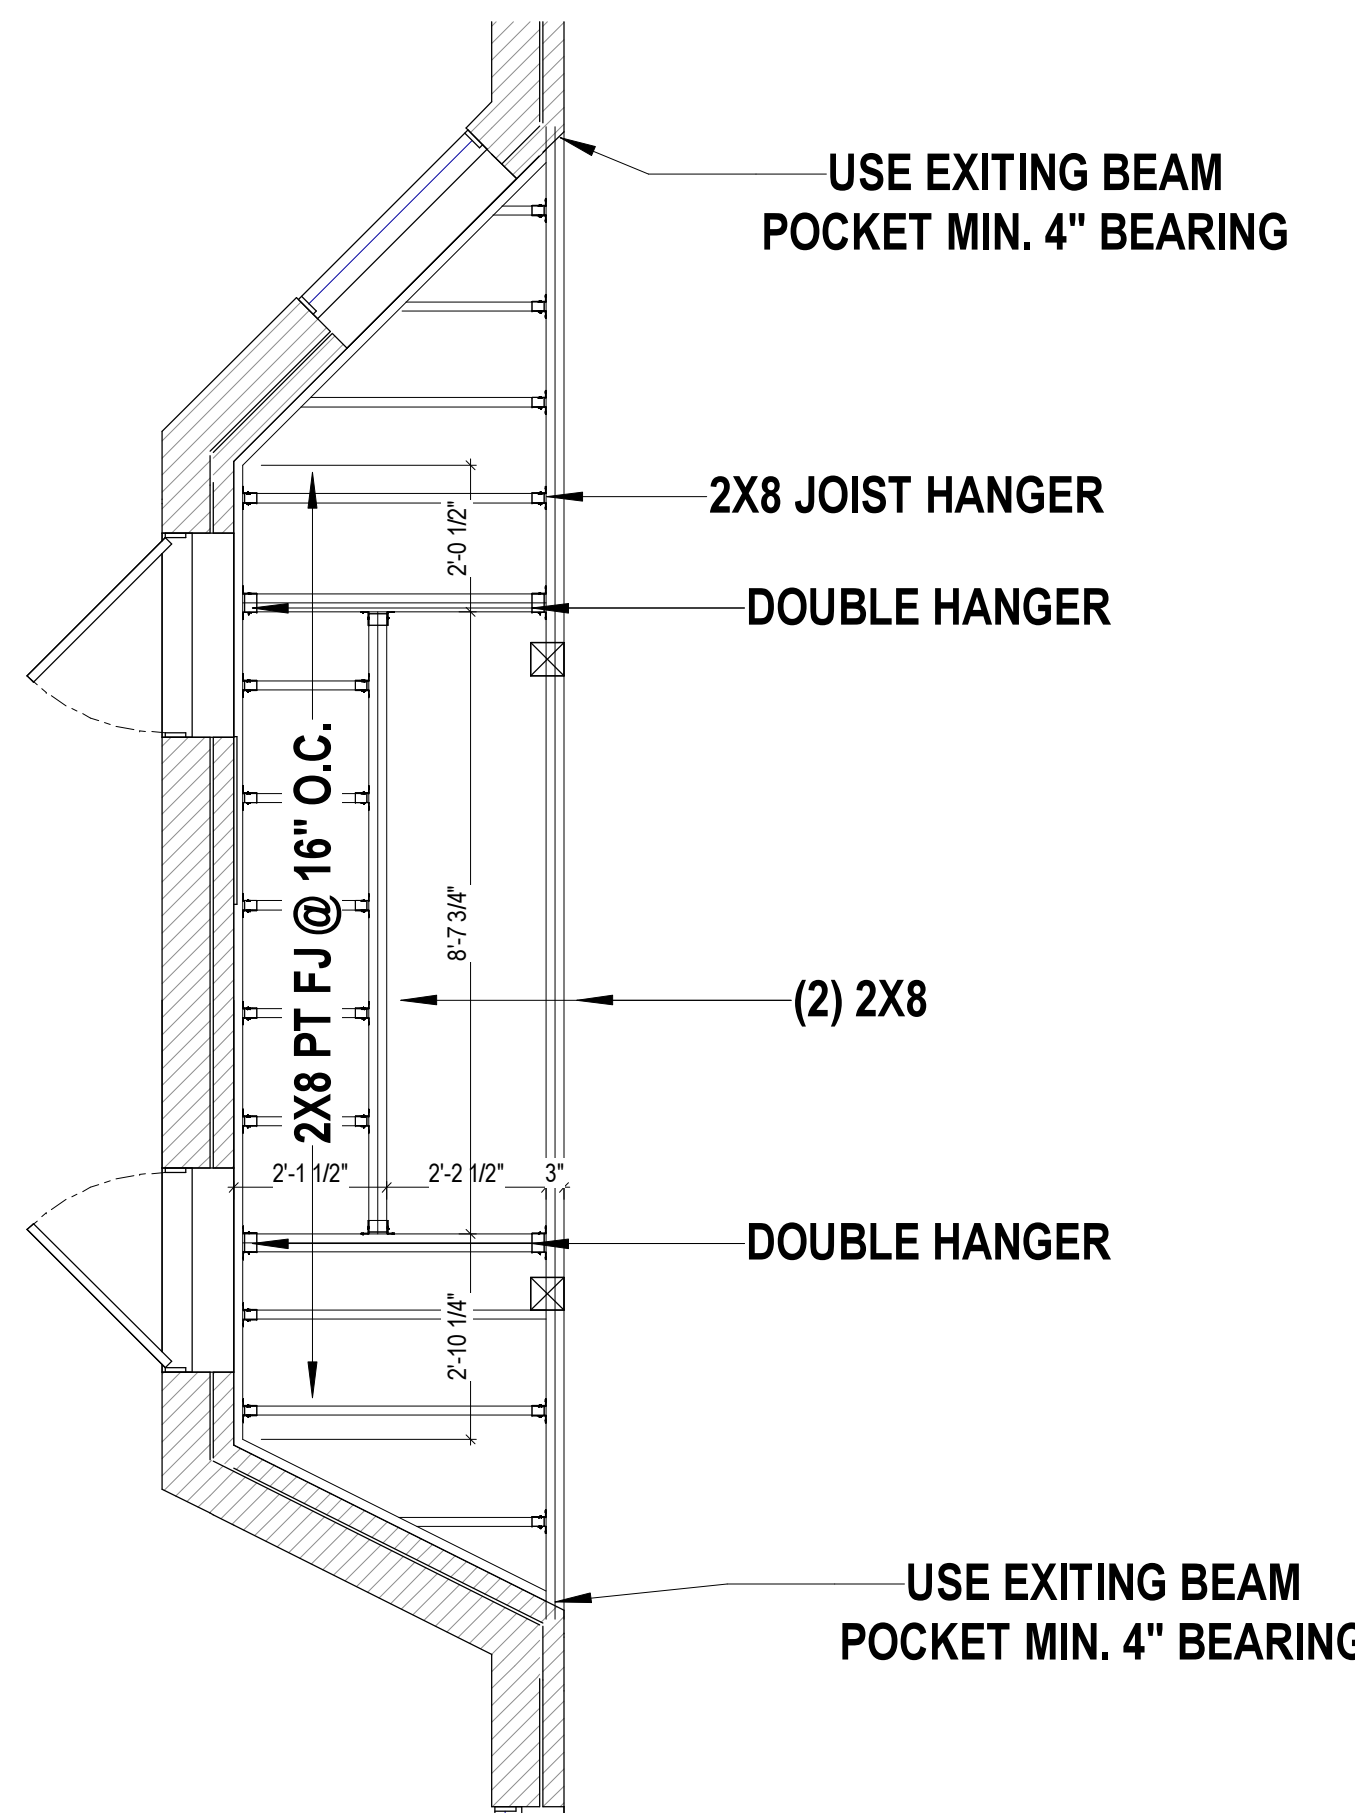 USE EXITING BEAM
POCKET MIN. 4" BEARING
2X8 JOIST HANGER
2'-0 1/2"
DOUBLE HANGER
2X8 PT FJ @ 16" O.C.
8'-7 3/4"
(2) 2X8
2'-1 1/2"
2'-2 1/2"
3"
DOUBLE HANGER
2'-10 1/4"
USE EXITING BEAM
POCKET MIN. 4" BEARING